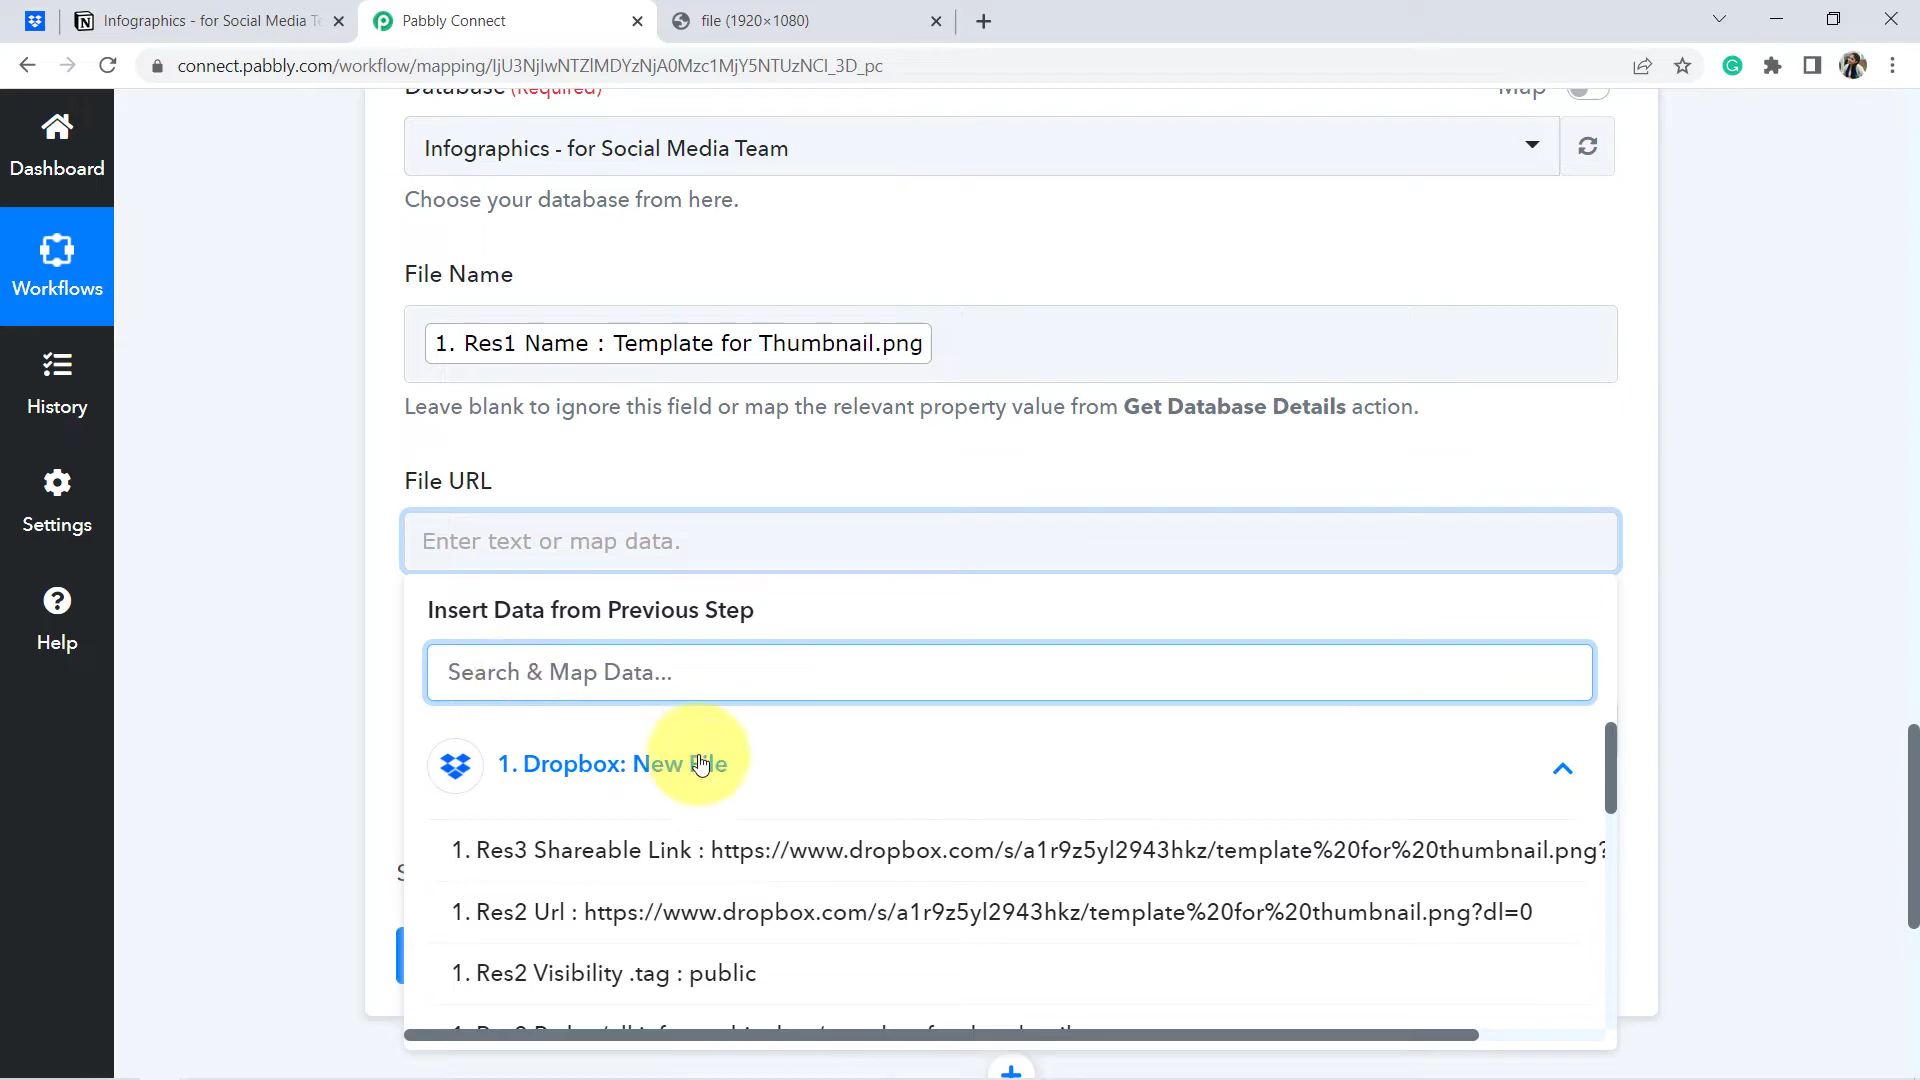 Infographics - for Social Media Te
Pabbly Connect
file (1920×1080)
connect.pabbly.com/workflow/mapping/IjU3NjIwNTZlMDYzNjA0Mzc1MjY5NTUzNCI_3D_pc
Dashboard
Workflows
History
Settings
Help
Database (Required)
Map
Infographics - for Social Media Team
Choose your database from here.
File Name
1. Res1 Name : Template for Thumbnail.png
Leave blank to ignore this field or map the relevant property value from Get Database Details action.
File URL
Enter text or map data.
Insert Data from Previous Step
Search & Map Data...
1. Dropbox: New File
1. Res3 Shareable Link : https://www.dropbox.com/s/a1r9z5yl2943hkz/template%20for%20thumbnail.png?
1. Res2 Url : https://www.dropbox.com/s/a1r9z5yl2943hkz/template%20for%20thumbnail.png?dl=0
1. Res2 Visibility .tag : public